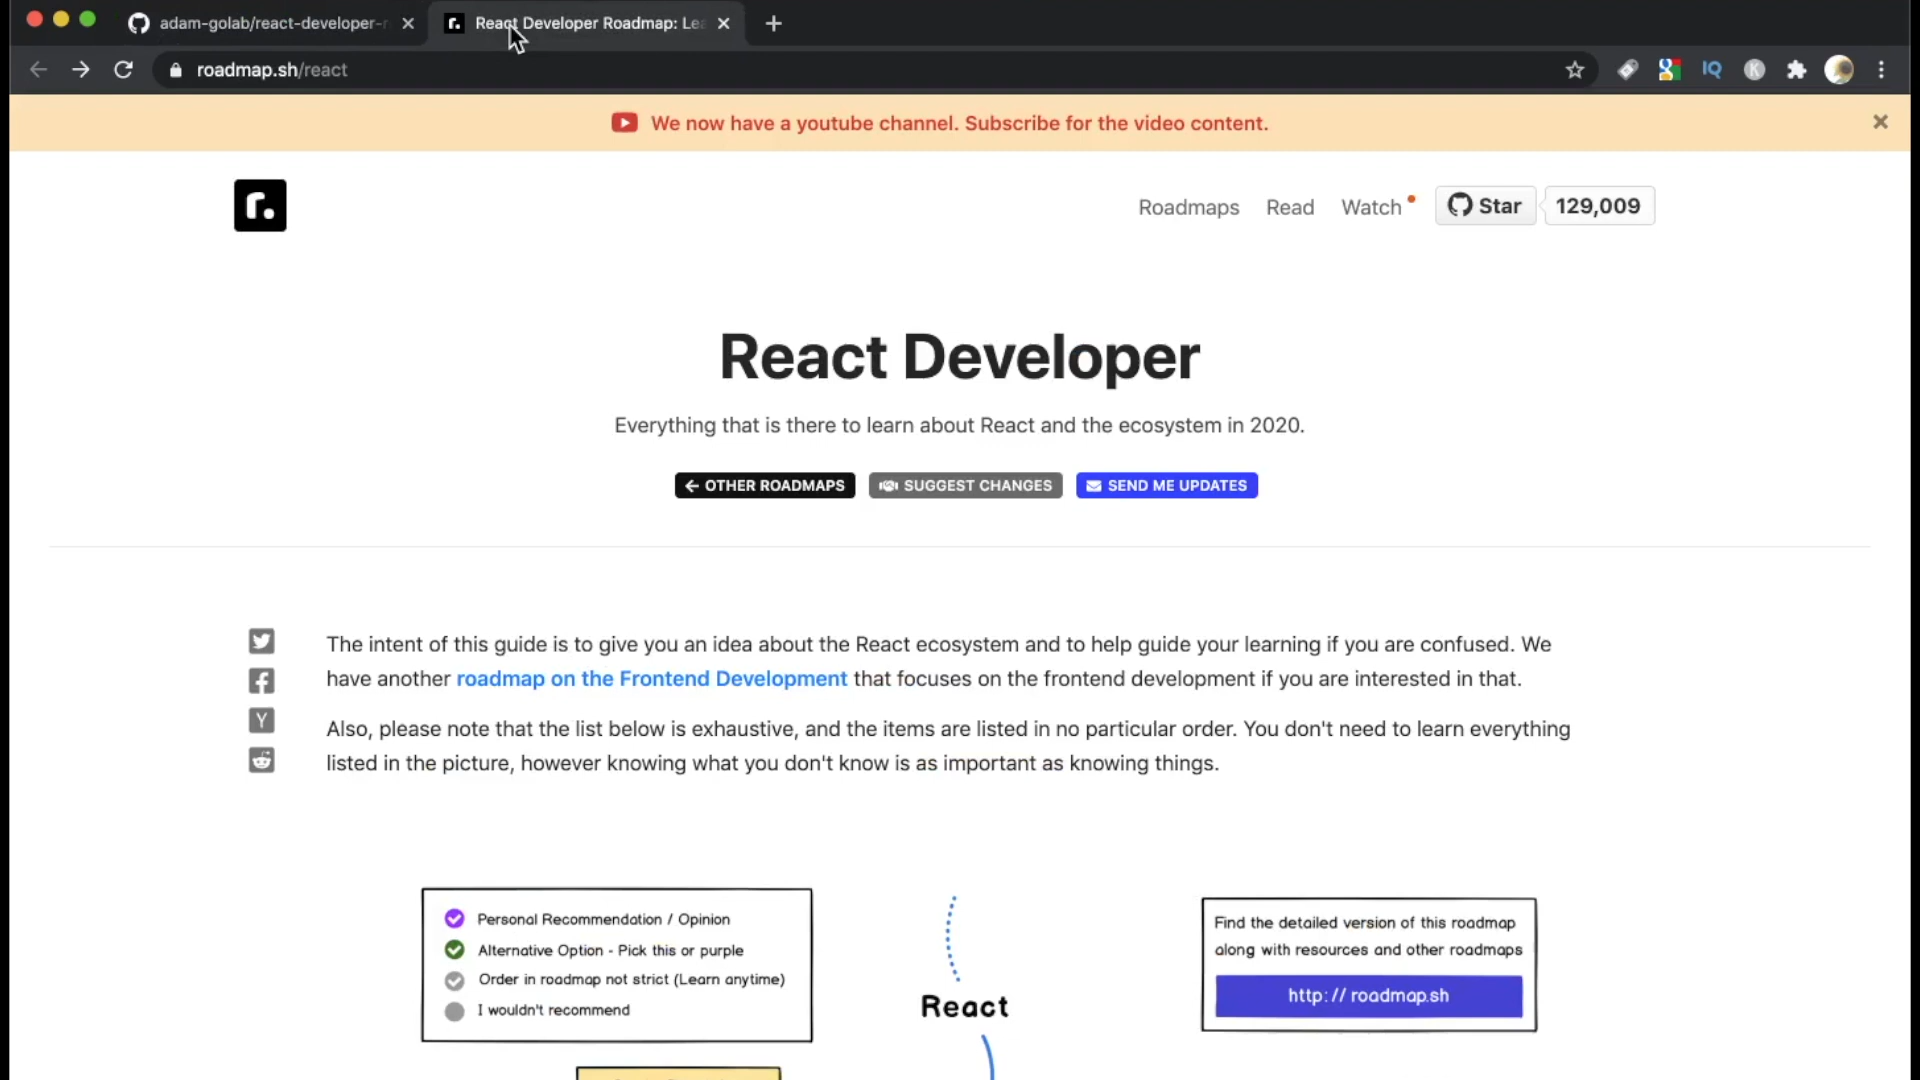 adam-golab/react-developer-r
React Developer Roadmap: Lea
roadmap.sh/react
IQ
K
We now have a youtube channel. Subscribe for the video content.
r.
Roadmaps
Read
Watch
Star
129,009
React Developer
Everything that is there to learn about React and the ecosystem in 2020.
OTHER ROADMAPS
SUGGEST CHANGES
SEND ME UPDATES
The intent of this guide is to give you an idea about the React ecosystem and to help guide your learning if you are confused. We
have another roadmap on the Frontend Development that focuses on the frontend development if you are interested in that.
Also, please note that the list below is exhaustive, and the items are listed in no particular order. You don't need to learn everything
listed in the picture, however knowing what you don't know is as important as knowing things.
Personal Recommendation / Opinion
Alternative Option - Pick this or purple
Order in roadmap not strict (Learn anytime)
I wouldn't recommend
React
Find the detailed version of this roadmap
along with resources and other roadmaps
http: // roadmap.sh